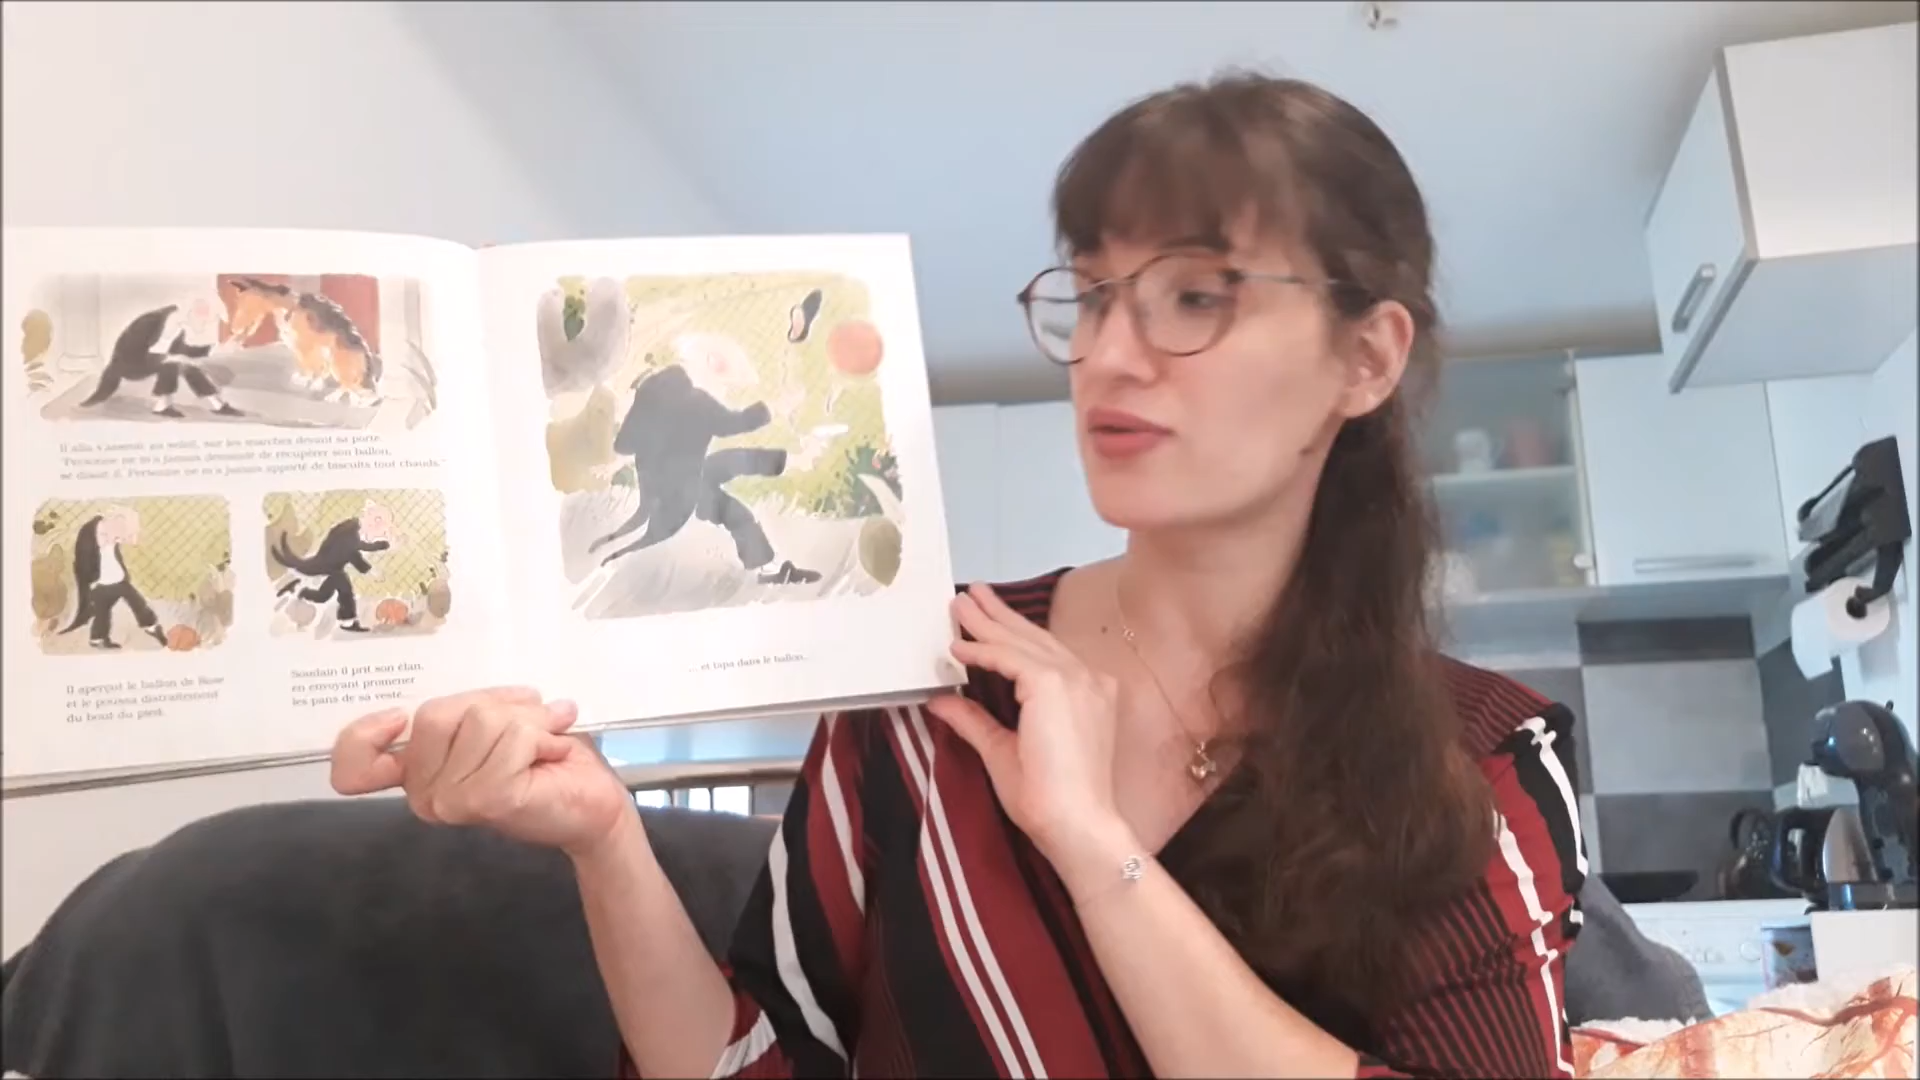 Il alla s'asseoir, au soleil, sur les marches devant sa porte.
"Personne ne m'a jamais demandé de récupérer son ballon,
se disait-il. Personne ne m'a jamais apporté de biscuits tout chauds."
Il aperçut le ballon de Rose
et le poussa distraitement
du bout du pied.
Soudain il prit son élan,
en envoyant promener
les pans de sa veste...
... et tapa dans le ballon...